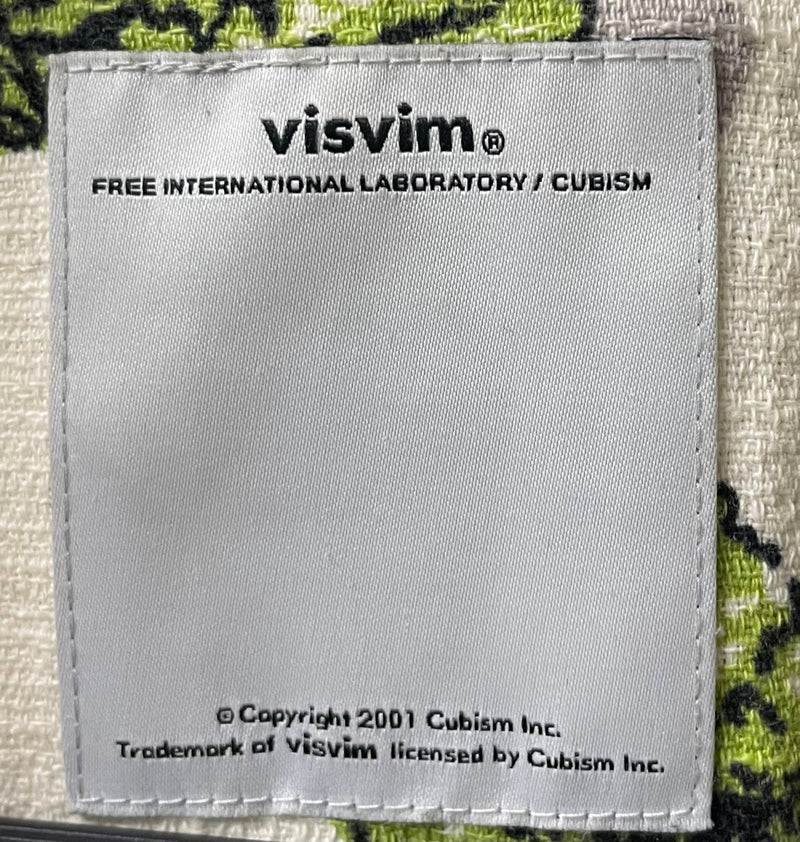 visvim®
FREE INTERNATIONAL LABORATORY / CUBISM
© Copyright 2001 Cubism Inc.
Trademark of visvim licensed by Cubism Inc.